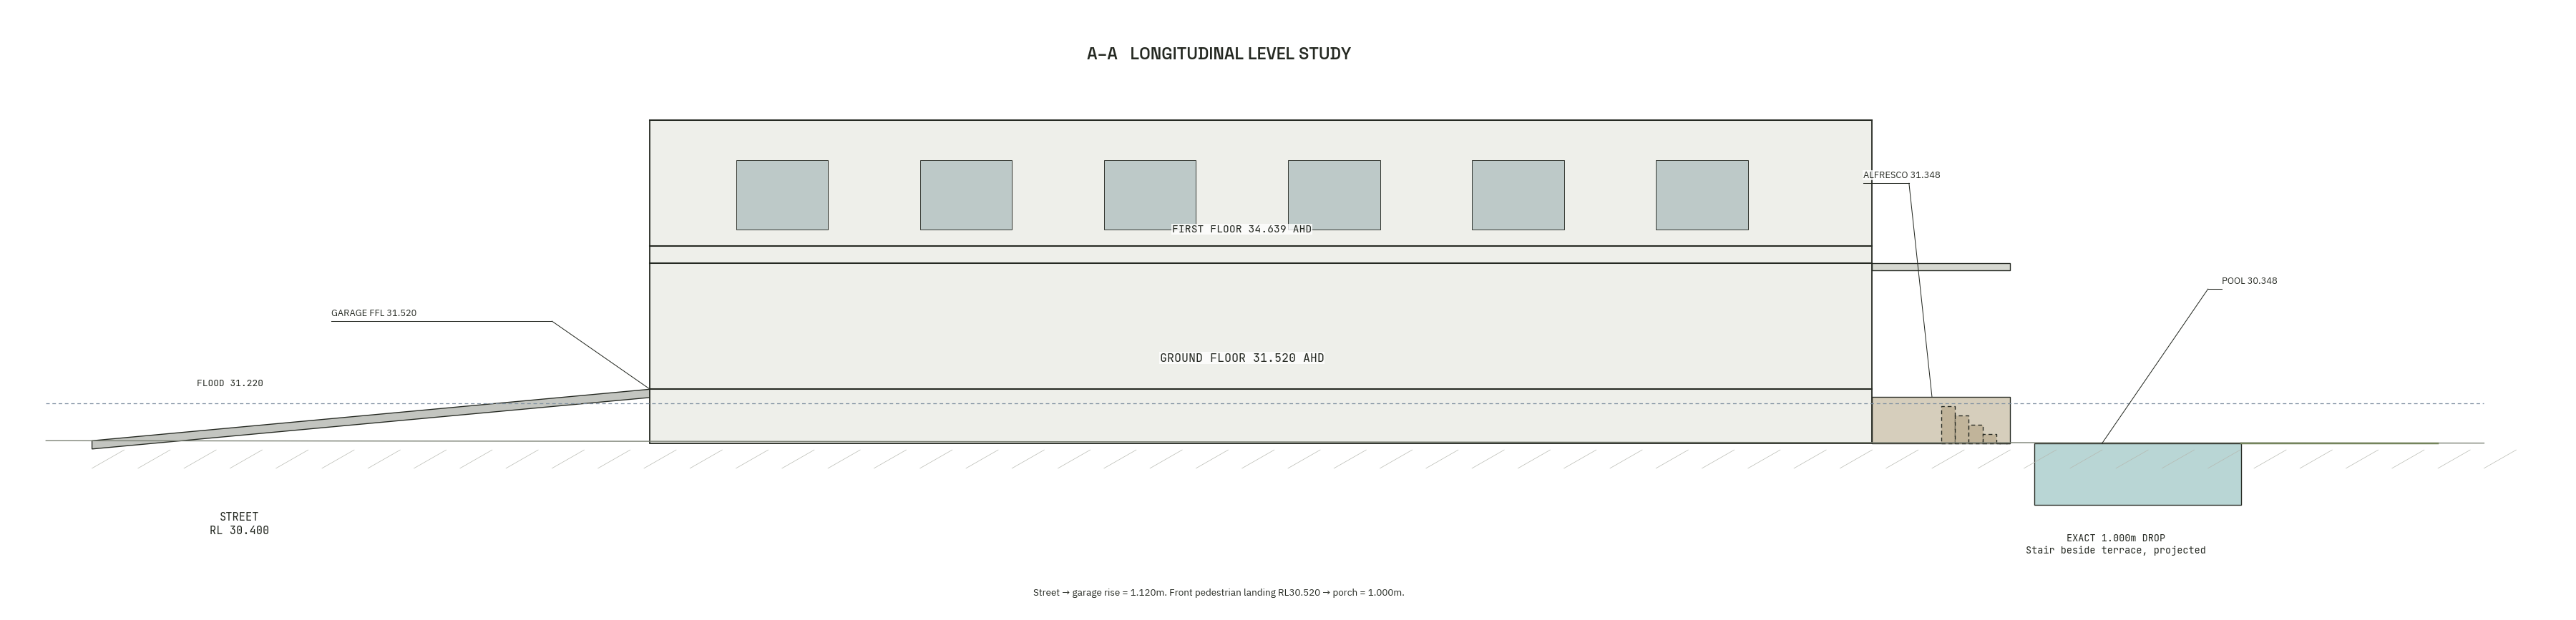 A–A LONGITUDINAL LEVEL STUDY
ALFRESCO 31.348
FIRST FLOOR 34.639 AHD
POOL 30.348
GARAGE FFL 31.520
GROUND FLOOR 31.520 AHD
FLOOD 31.220
STREET
RL 30.400
EXACT 1.000m DROP
Stair beside terrace, projected
Street → garage rise = 1.120m. Front pedestrian landing RL30.520 → porch = 1.000m.